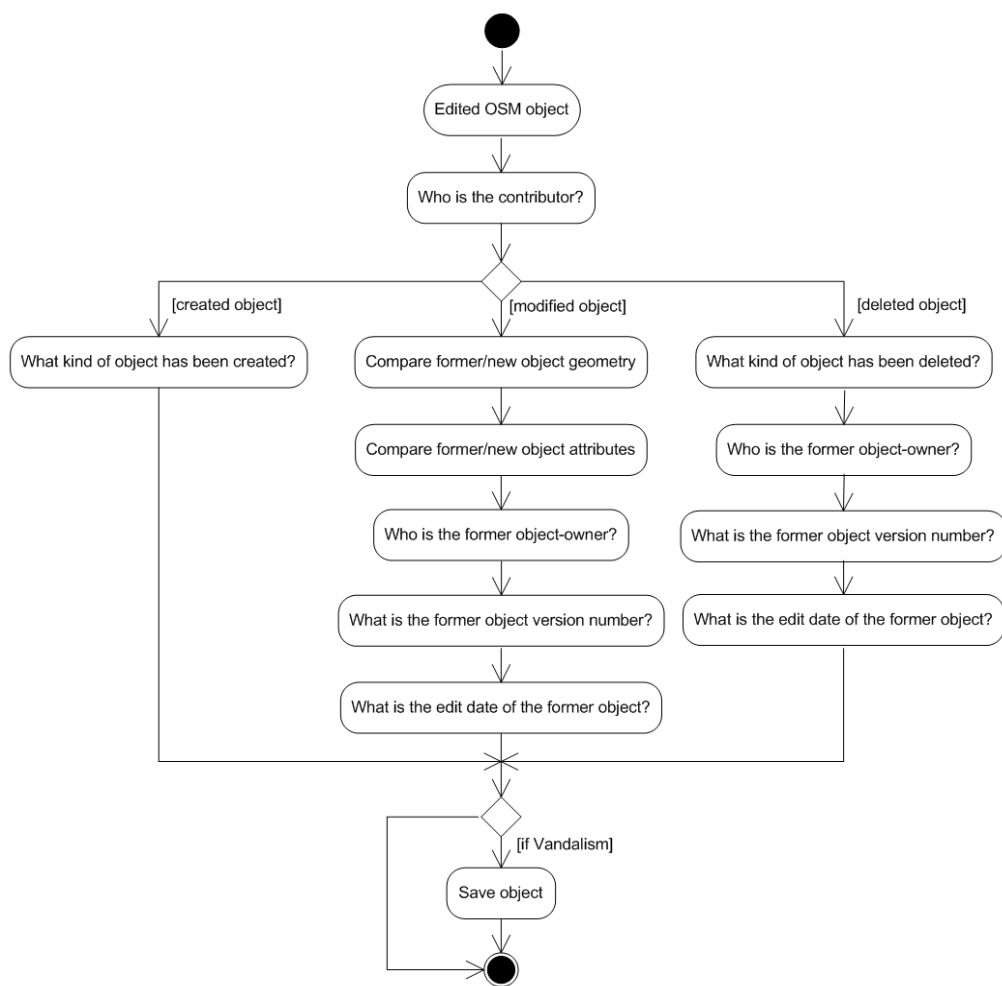 Edited OSM object
Who is the contributor?
[created object]
[modified object]
[deleted object]
What kind of object has been created?
Compare former/new object geometry
What kind of object has been deleted?
Compare former/new object attributes
Who is the former object-owner?
Who is the former object-owner?
What is the former object version number?
What is the former object version number?
What is the edit date of the former object?
What is the edit date of the former object?
[if Vandalism]
Save object